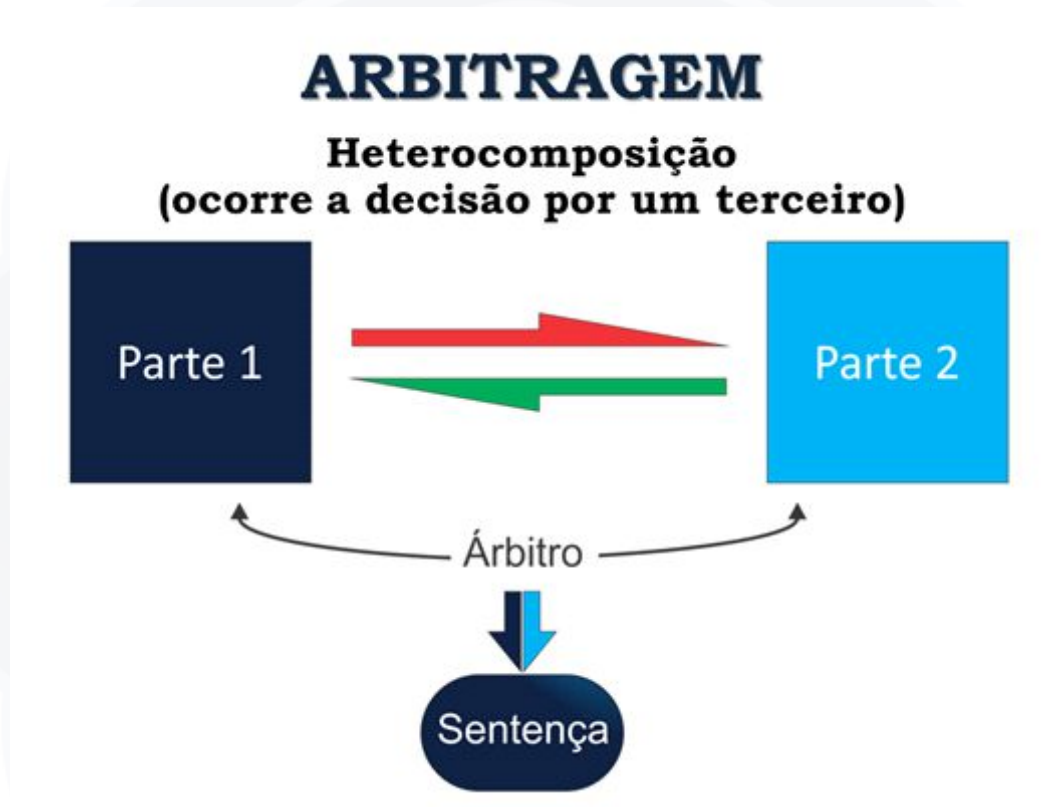 ARBITRAGEM
Heterocomposição
(ocorre a decisão por um terceiro)
Parte 1
Parte 2
Árbitro
Sentença